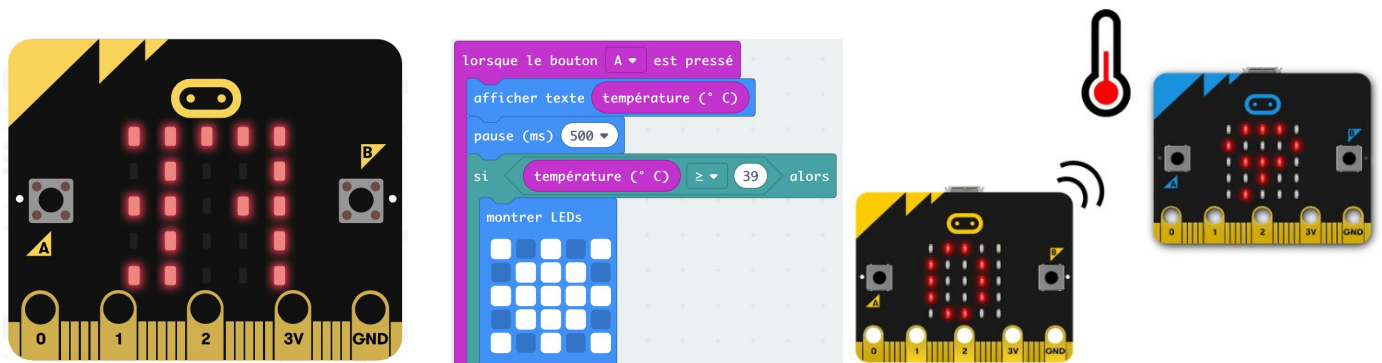 B
A
0 1 2 3V GND
lorsque le bouton A est pressé
afficher texte température (° C)
pause (ms) 500
si température (° C) ≥ 39 alors
montrer LEDs
B
A
0 1 2 3V GND
B
A
0 1 2 3V GND